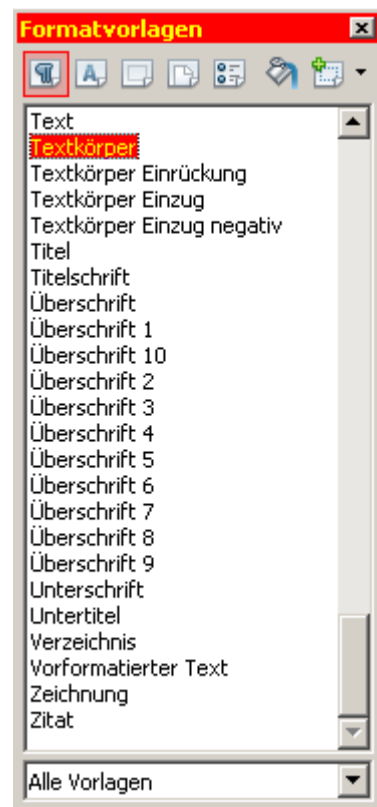 Formatvorlagen
Text
Textkörper
Textkörper Einrückung
Textkörper Einzug
Textkörper Einzug negativ
Titel
Titelschrift
Überschrift
Überschrift 1
Überschrift 10
Überschrift 2
Überschrift 3
Überschrift 4
Überschrift 5
Überschrift 6
Überschrift 7
Überschrift 8
Überschrift 9
Unterschrift
Untertitel
Verzeichnis
Vorformatierter Text
Zeichnung
Zitat
Alle Vorlagen